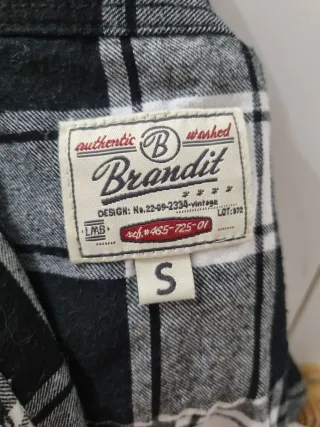 authentic B washed
Brandit
DESIGN: No.22-09-2334-vintage
LMB
LOT: 972
ref.#465-725-01
S